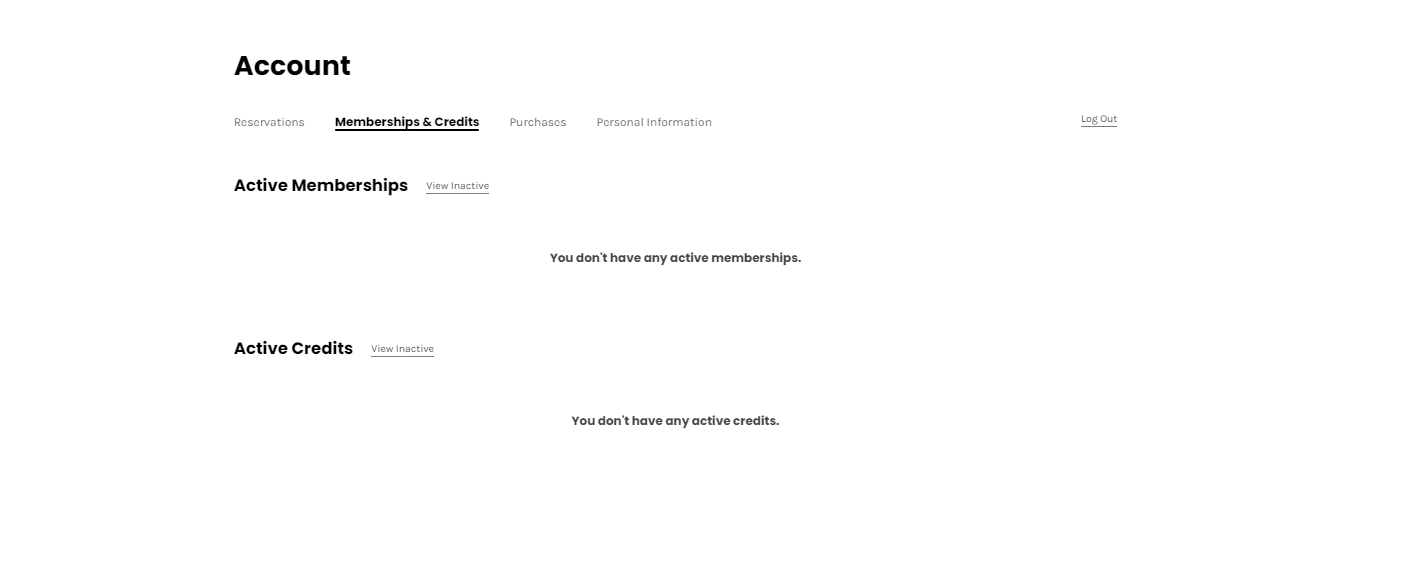 Account
Reservations Memberships & Credits Purchases Personal Information Log Out
Active Memberships View Inactive
You don't have any active memberships.
Active Credits View Inactive
You don't have any active credits.